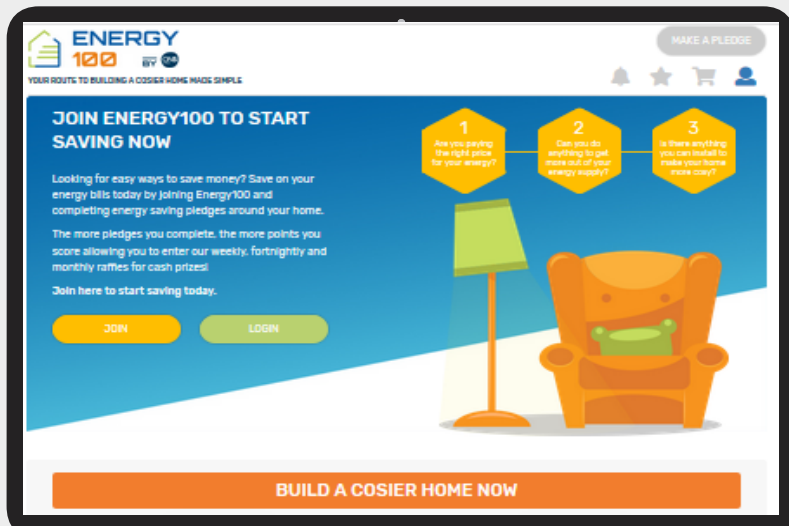 ENERGY
100 BY
YOUR ROUTE TO BUILDING A COSIER HOME MADE SIMPLE
MAKE A PLEDGE
JOIN ENERGY100 TO START
SAVING NOW
Looking for easy ways to save money? Save on your
energy bills today by joining Energy100 and
completing energy saving pledges around your home.
The more pledges you complete, the more points you
score allowing you to enter our weekly, fortnightly and
monthly raffles for cash prizes!
Join here to start saving today.
JOIN
LOGIN
1
Are you paying
the right price
for your energy?
2
Can you do
anything to get
more out of your
energy supply?
3
Is there anything
you can install to
make your home
more cosy?
BUILD A COSIER HOME NOW